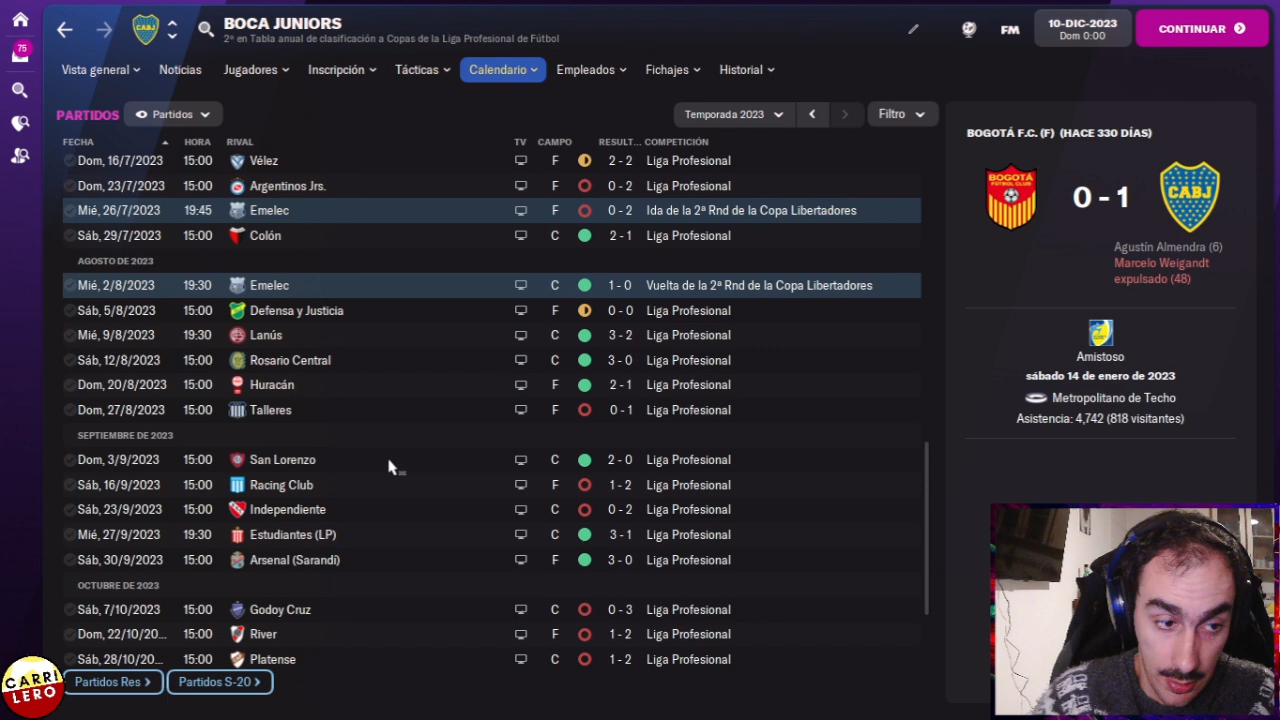 BOCA JUNIORS
2º en Tabla anual de clasificación a Copas de la Liga Profesional de Fútbol
FM
10-DIC-2023
Dom 0:00
CONTINUAR
75
Vista general
Noticias
Jugadores
Inscripción
Tácticas
Calendario
Empleados
Fichajes
Historial
PARTIDOS
Partidos
Temporada 2023
Filtro
FECHA HORA RIVAL TV CAMPO RESULT... COMPETICIÓN
Dom, 16/7/2023 15:00 Vélez F 2 - 2 Liga Profesional
Dom, 23/7/2023 15:00 Argentinos Jrs. F 0 - 2 Liga Profesional
Mié, 26/7/2023 19:45 Emelec F 0 - 2 Ida de la 2ª Rnd de la Copa Libertadores
Sáb, 29/7/2023 15:00 Colón C 2 - 1 Liga Profesional
AGOSTO DE 2023
Mié, 2/8/2023 19:30 Emelec C 1 - 0 Vuelta de la 2ª Rnd de la Copa Libertadores
Sáb, 5/8/2023 15:00 Defensa y Justicia F 0 - 0 Liga Profesional
Mié, 9/8/2023 19:30 Lanús C 3 - 2 Liga Profesional
Sáb, 12/8/2023 15:00 Rosario Central C 3 - 0 Liga Profesional
Dom, 20/8/2023 15:00 Huracán F 2 - 1 Liga Profesional
Dom, 27/8/2023 15:00 Talleres F 0 - 1 Liga Profesional
SEPTIEMBRE DE 2023
Dom, 3/9/2023 15:00 San Lorenzo C 2 - 0 Liga Profesional
Sáb, 16/9/2023 15:00 Racing Club F 1 - 2 Liga Profesional
Sáb, 23/9/2023 15:00 Independiente C 0 - 2 Liga Profesional
Mié, 27/9/2023 19:30 Estudiantes (LP) C 3 - 1 Liga Profesional
Sáb, 30/9/2023 15:00 Arsenal (Sarandí) F 3 - 0 Liga Profesional
OCTUBRE DE 2023
Sáb, 7/10/2023 15:00 Godoy Cruz C 0 - 3 Liga Profesional
Dom, 22/10/20... 15:00 River F 1 - 2 Liga Profesional
Sáb, 28/10/20... 15:00 Platense C 1 - 2 Liga Profesional
Partidos Res
Partidos S-20
CARRI
LERO
BOGOTÁ F.C. (F) (HACE 330 DÍAS)
BOGOTÁ
FÚTBOL CLUB
0 - 1
CABJ
Agustín Almendra (6)
Marcelo Weigandt
expulsado (48)
Amistoso
sábado 14 de enero de 2023
Metropolitano de Techo
Asistencia: 4,742 (818 visitantes)